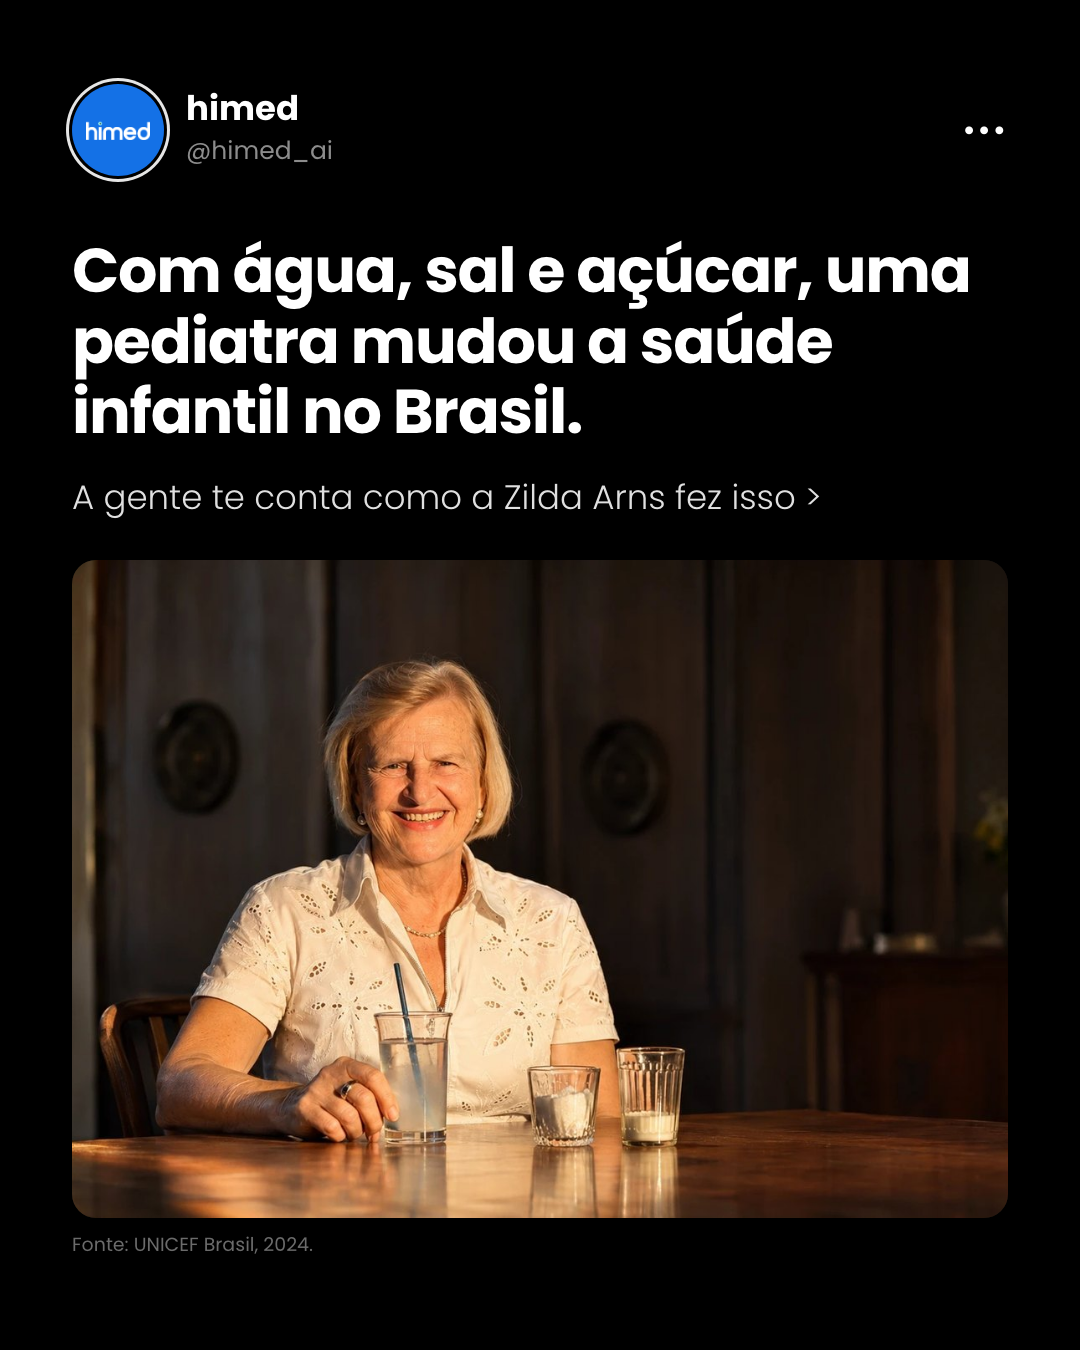 himed
himed
@himed_ai
Com água, sal e açúcar, uma
pediatra mudou a saúde
infantil no Brasil.
A gente te conta como a Zilda Arns fez isso >
Fonte: UNICEF Brasil, 2024.